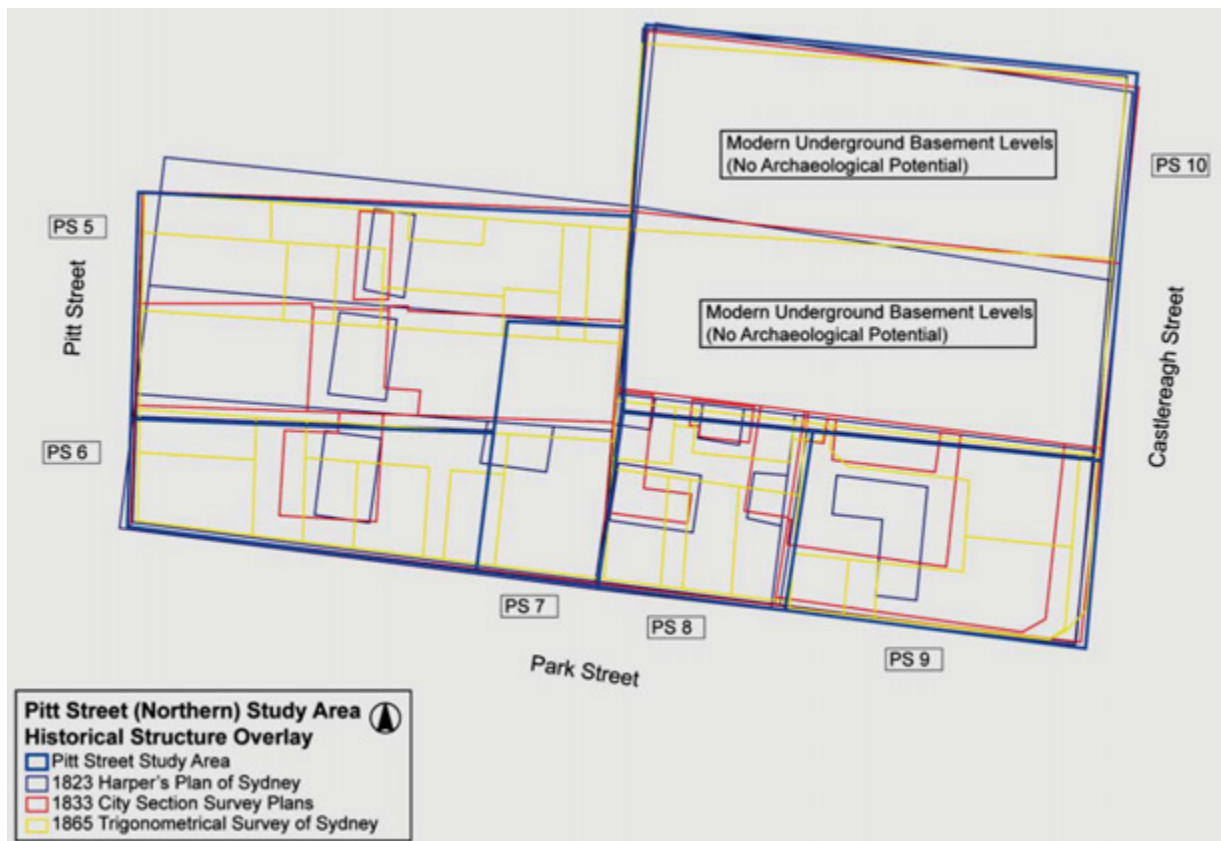 Modern Underground Basement Levels
(No Archaeological Potential)
PS 10
PS 5
Pitt Street
Modern Underground Basement Levels
(No Archaeological Potential)
Castlereagh Street
PS 6
PS 7
PS 8
PS 9
Park Street
Pitt Street (Northern) Study Area
Historical Structure Overlay
Pitt Street Study Area
1823 Harper's Plan of Sydney
1833 City Section Survey Plans
1865 Trigonometrical Survey of Sydney